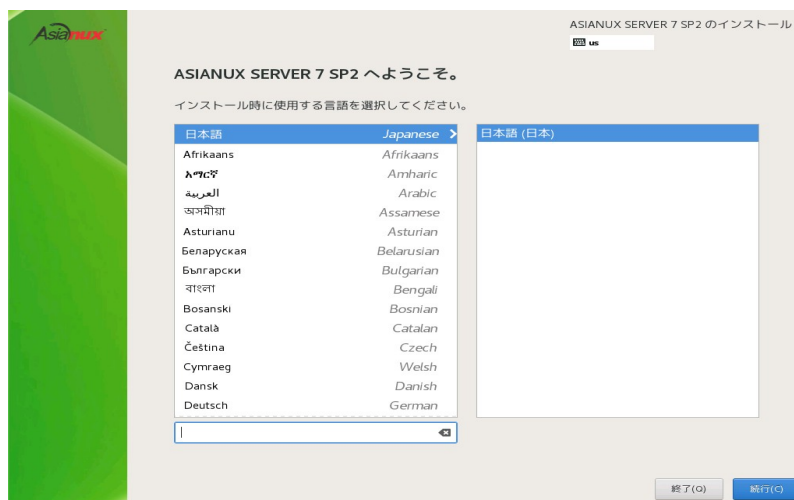 Asianux
ASIANUX SERVER 7 SP2 のインストール
us
ASIANUX SERVER 7 SP2 へようこそ。
インストール時に使用する言語を選択してください。
日本語 Japanese
日本語 (日本)
Afrikaans Afrikaans
አማርኛ Amharic
العربية Arabic
অসমীয়া Assamese
Asturianu Asturian
Беларуская Belarusian
Български Bulgarian
বাংলা Bengali
Bosanski Bosnian
Català Catalan
Čeština Czech
Cymraeg Welsh
Dansk Danish
Deutsch German
終了(Q)
続行(C)